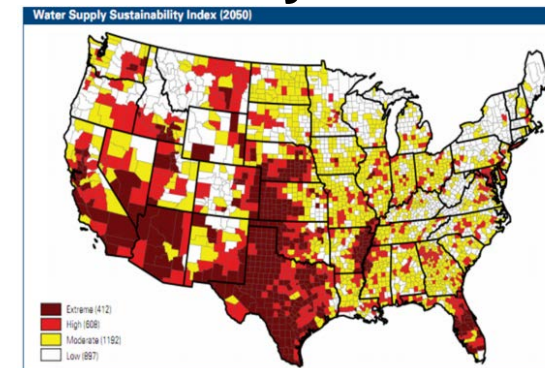 Water Supply Sustainability Index (2050)
Extreme (412)
High (608)
Moderate (1192)
Low (897)